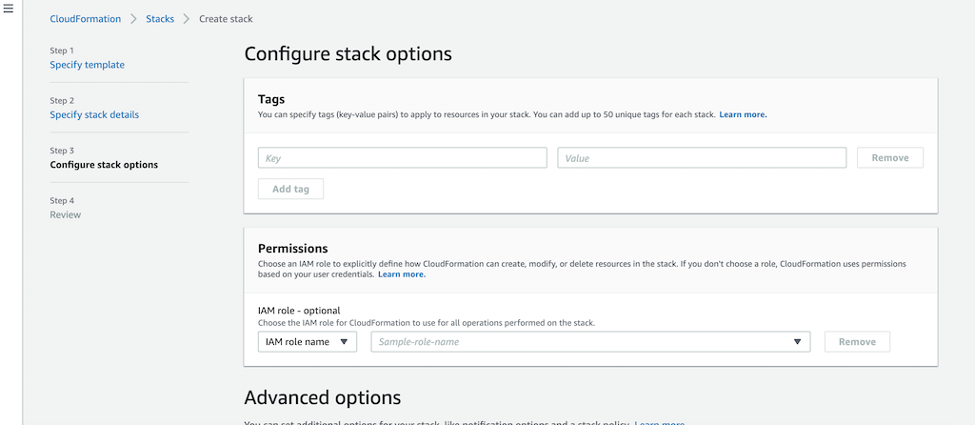 CloudFormation > Stacks > Create stack
Step 1
Specify template
Step 2
Specify stack details
Step 3
Configure stack options
Step 4
Review
Configure stack options
Tags
You can specify tags (key-value pairs) to apply to resources in your stack. You can add up to 50 unique tags for each stack. Learn more.
Key Value Remove
Add tag
Permissions
Choose an IAM role to explicitly define how CloudFormation can create, modify, or delete resources in the stack. If you don't choose a role, CloudFormation uses permissions
based on your user credentials. Learn more.
IAM role - optional
Choose the IAM role for CloudFormation to use for all operations performed on the stack.
IAM role name Sample-role-name Remove
Advanced options
You can set additional options for your stack, like notification options and a stack policy. Learn more.